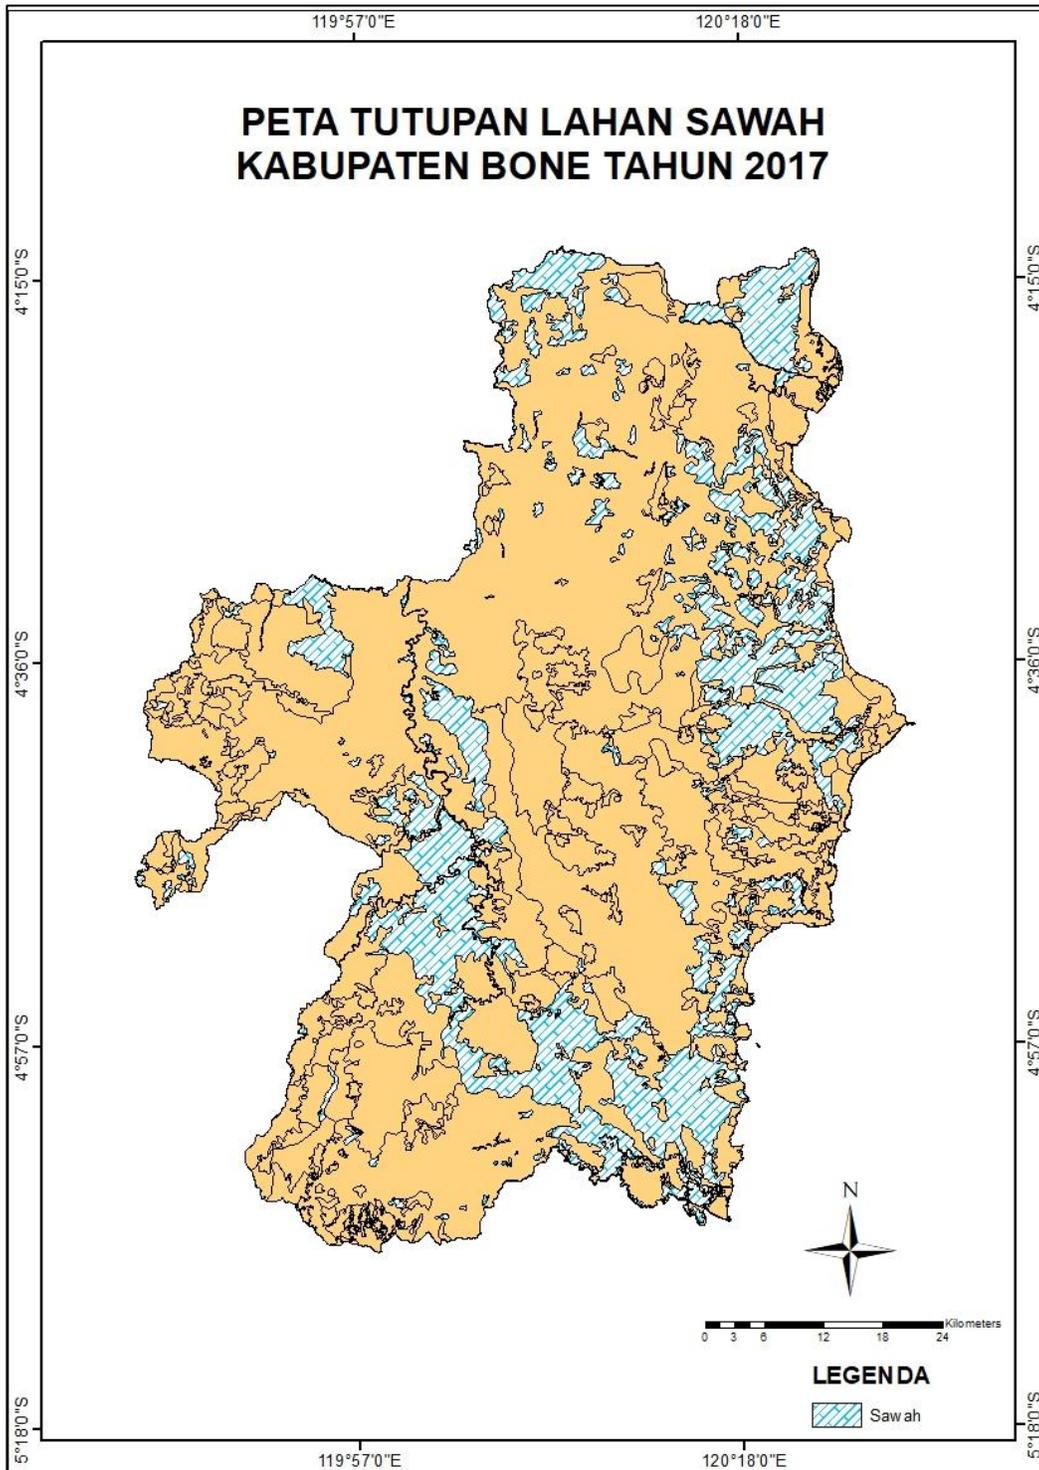 119°57'0"E 120°18'0"E
PETA TUTUPAN LAHAN SAWAH
KABUPATEN BONE TAHUN 2017
4°15'0"S 4°15'0"S
4°36'0"S 4°36'0"S
4°57'0"S 4°57'0"S
N
Kilometers
0 3 6 12 18 24
LEGENDA
Sawah
5°18'0"S 5°18'0"S
119°57'0"E 120°18'0"E